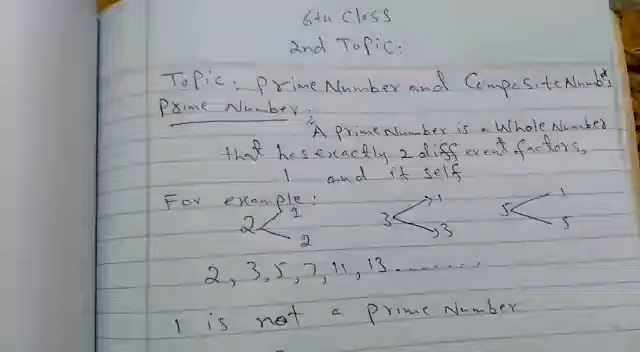 6th Class
2nd Topic:
Topic: Prime Number and Composite Number
Prime Number:
"A Prime Number is a Whole Number
that has exactly 2 different factors,
1 and it self
For example:
2 < 1 2    3 < 1 3    5 < 1 5
2, 3, 5, 7, 11, 13.........
1 is not a Prime Number